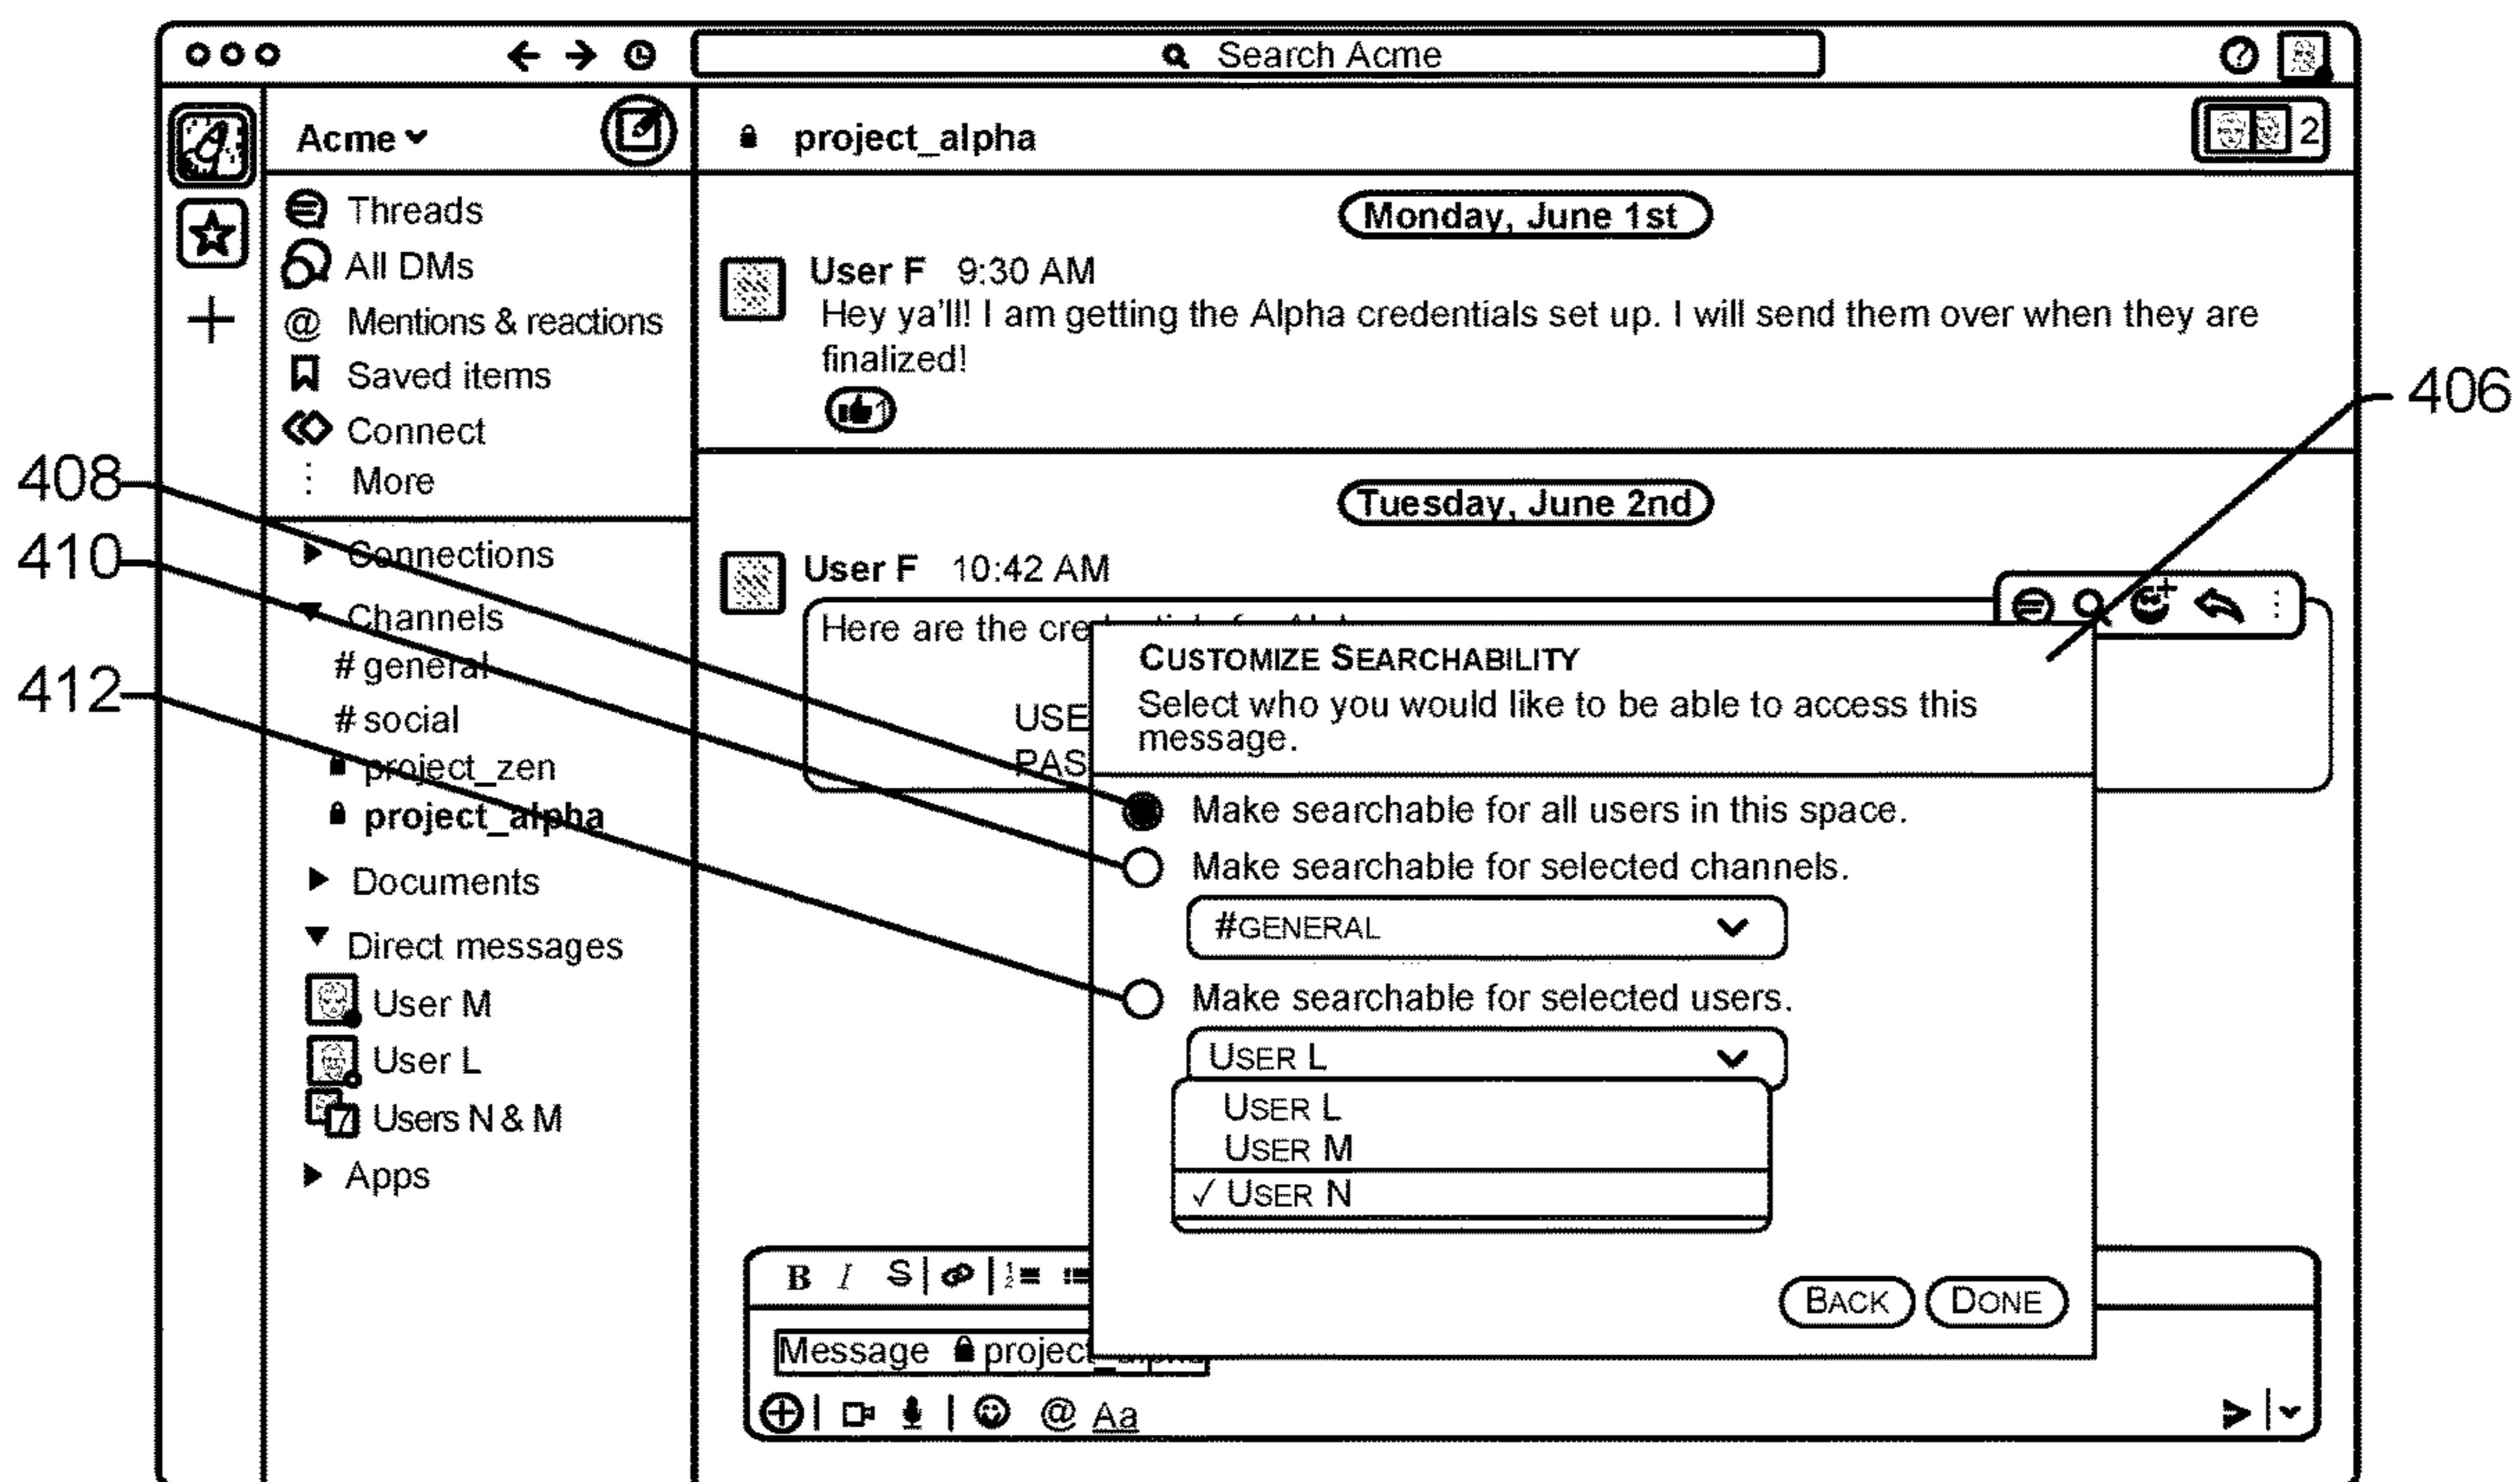 Search Acme
Acme
project_alpha
2
Threads
All DMs
@ Mentions & reactions
Saved items
Connect
More
Connections
Channels
# general
# social
project_zen
project_alpha
Documents
Direct messages
User M
User L
7 Users N & M
Apps
Monday, June 1st
User F 9:30 AM
Hey ya'll! I am getting the Alpha credentials set up. I will send them over when they are
finalized!
1
Tuesday, June 2nd
User F 10:42 AM
Here are the cre
USE
PAS
CUSTOMIZE SEARCHABILITY
Select who you would like to be able to access this
message.
Make searchable for all users in this space.
Make searchable for selected channels.
#GENERAL
Make searchable for selected users.
USER L
USER L
USER M
✓ USER N
BACK DONE
B I S
Message project_
@ Aa
406
408
410
412